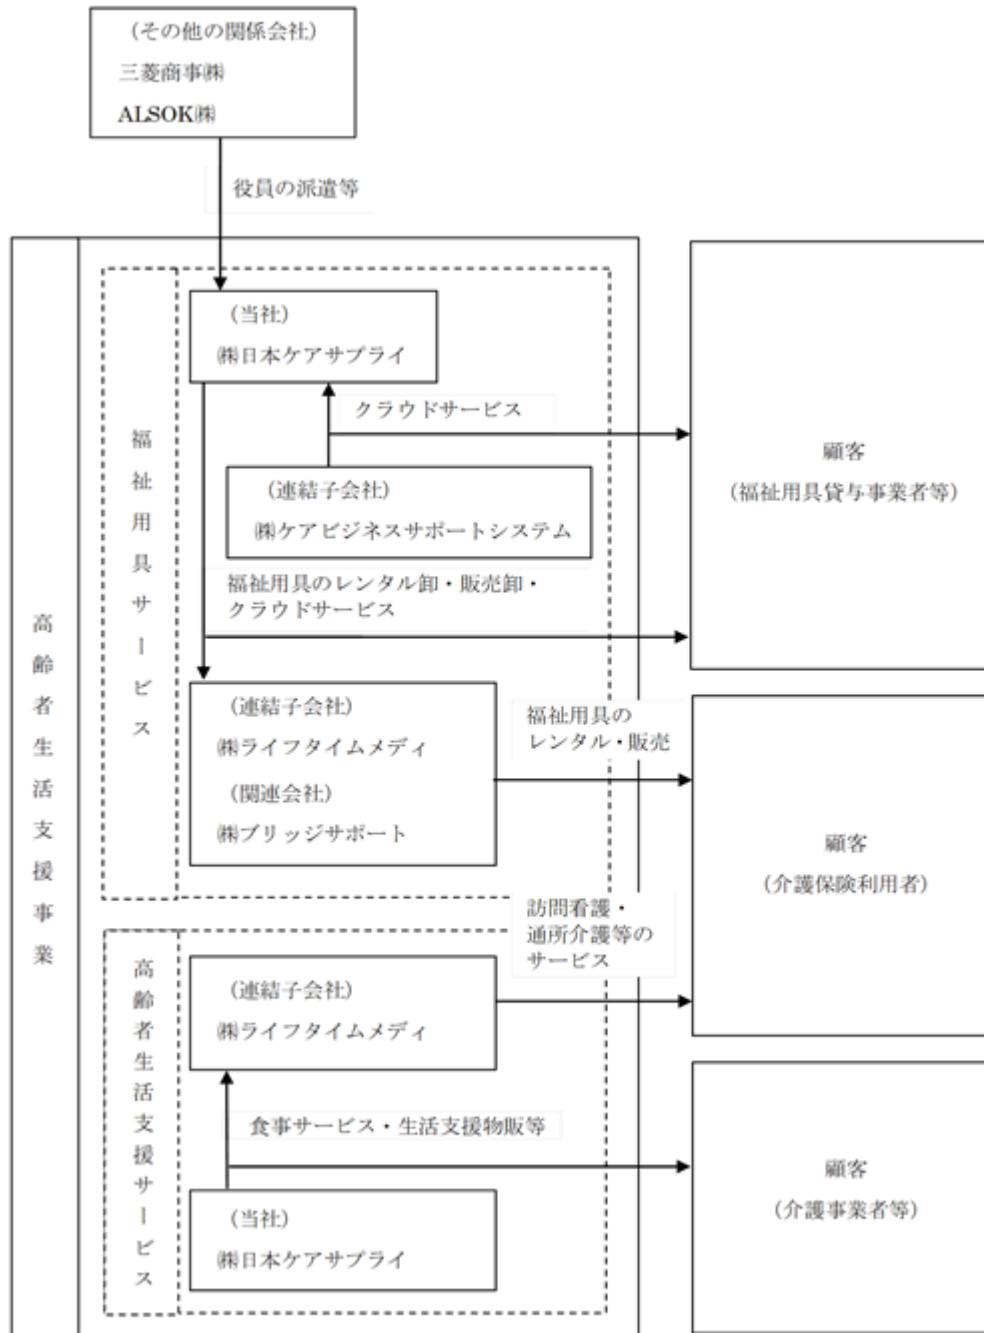 （その他の関係会社）
三菱商事㈱
ALSOK㈱
役員の派遣等
高齢者生活支援事業
福祉用具サービス
（当社）
㈱日本ケアサプライ
クラウドサービス
（連結子会社）
㈱ケアビジネスサポートシステム
福祉用具のレンタル卸・販売卸・
クラウドサービス
顧客
（福祉用具貸与事業者等）
（連結子会社）
㈱ライフタイムメディ
（関連会社）
㈱ブリッジサポート
福祉用具の
レンタル・販売
顧客
（介護保険利用者）
高齢者生活支援サービス
訪問看護・
通所介護等の
サービス
（連結子会社）
㈱ライフタイムメディ
食事サービス・生活支援物販等
（当社）
㈱日本ケアサプライ
顧客
（介護事業者等）